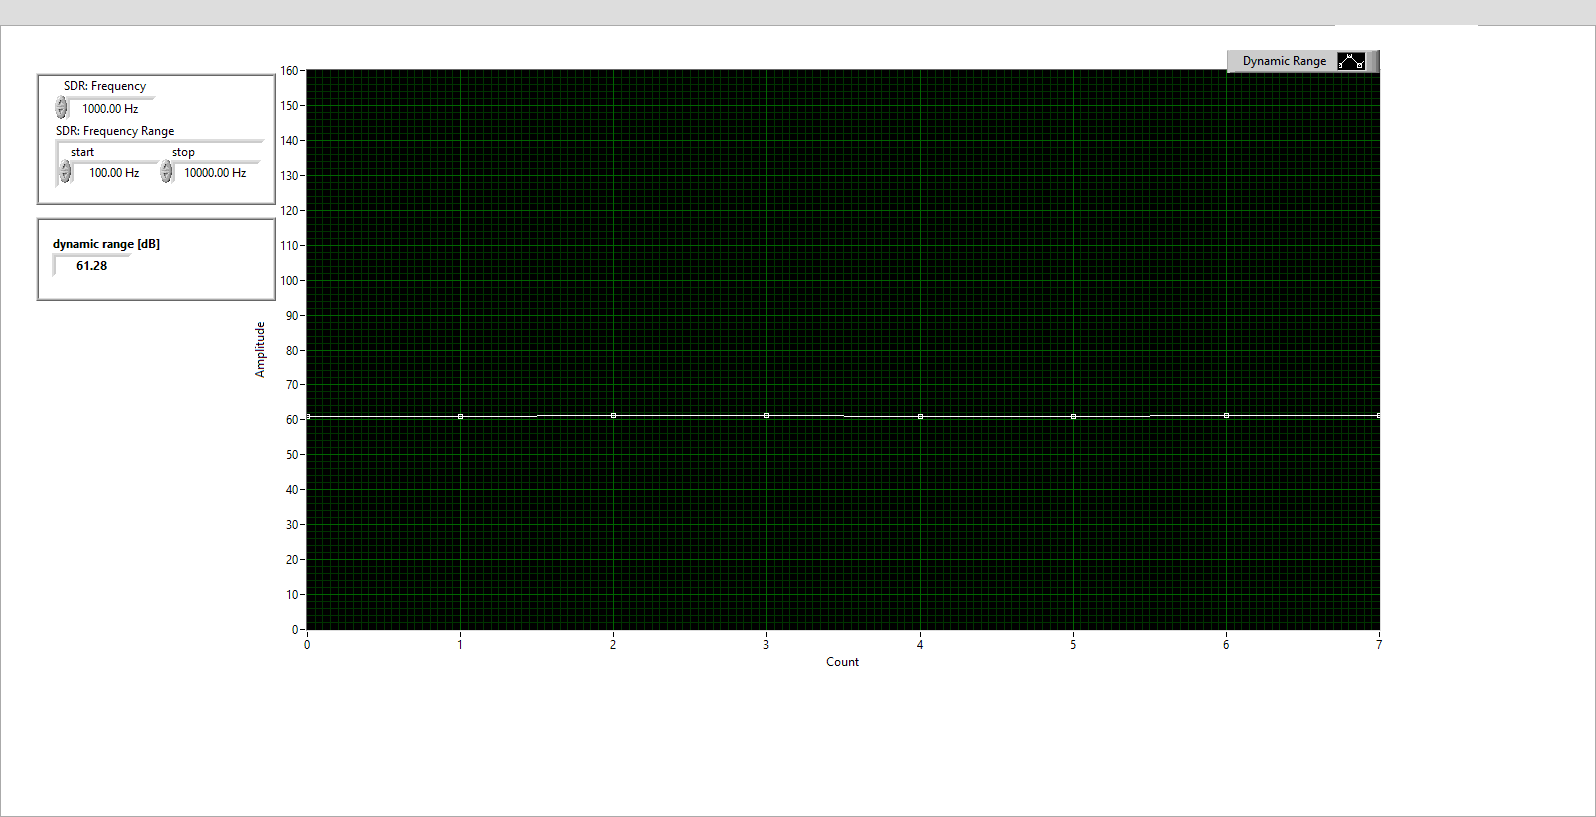 Dynamic Range
SDR: Frequency
1000.00 Hz
SDR: Frequency Range
start stop
100.00 Hz 10000.00 Hz
dynamic range [dB]
61.28
Amplitude
160
150
140
130
120
110
100
90
80
70
60
50
40
30
20
10
0
0 1 2 3 4 5 6 7
Count